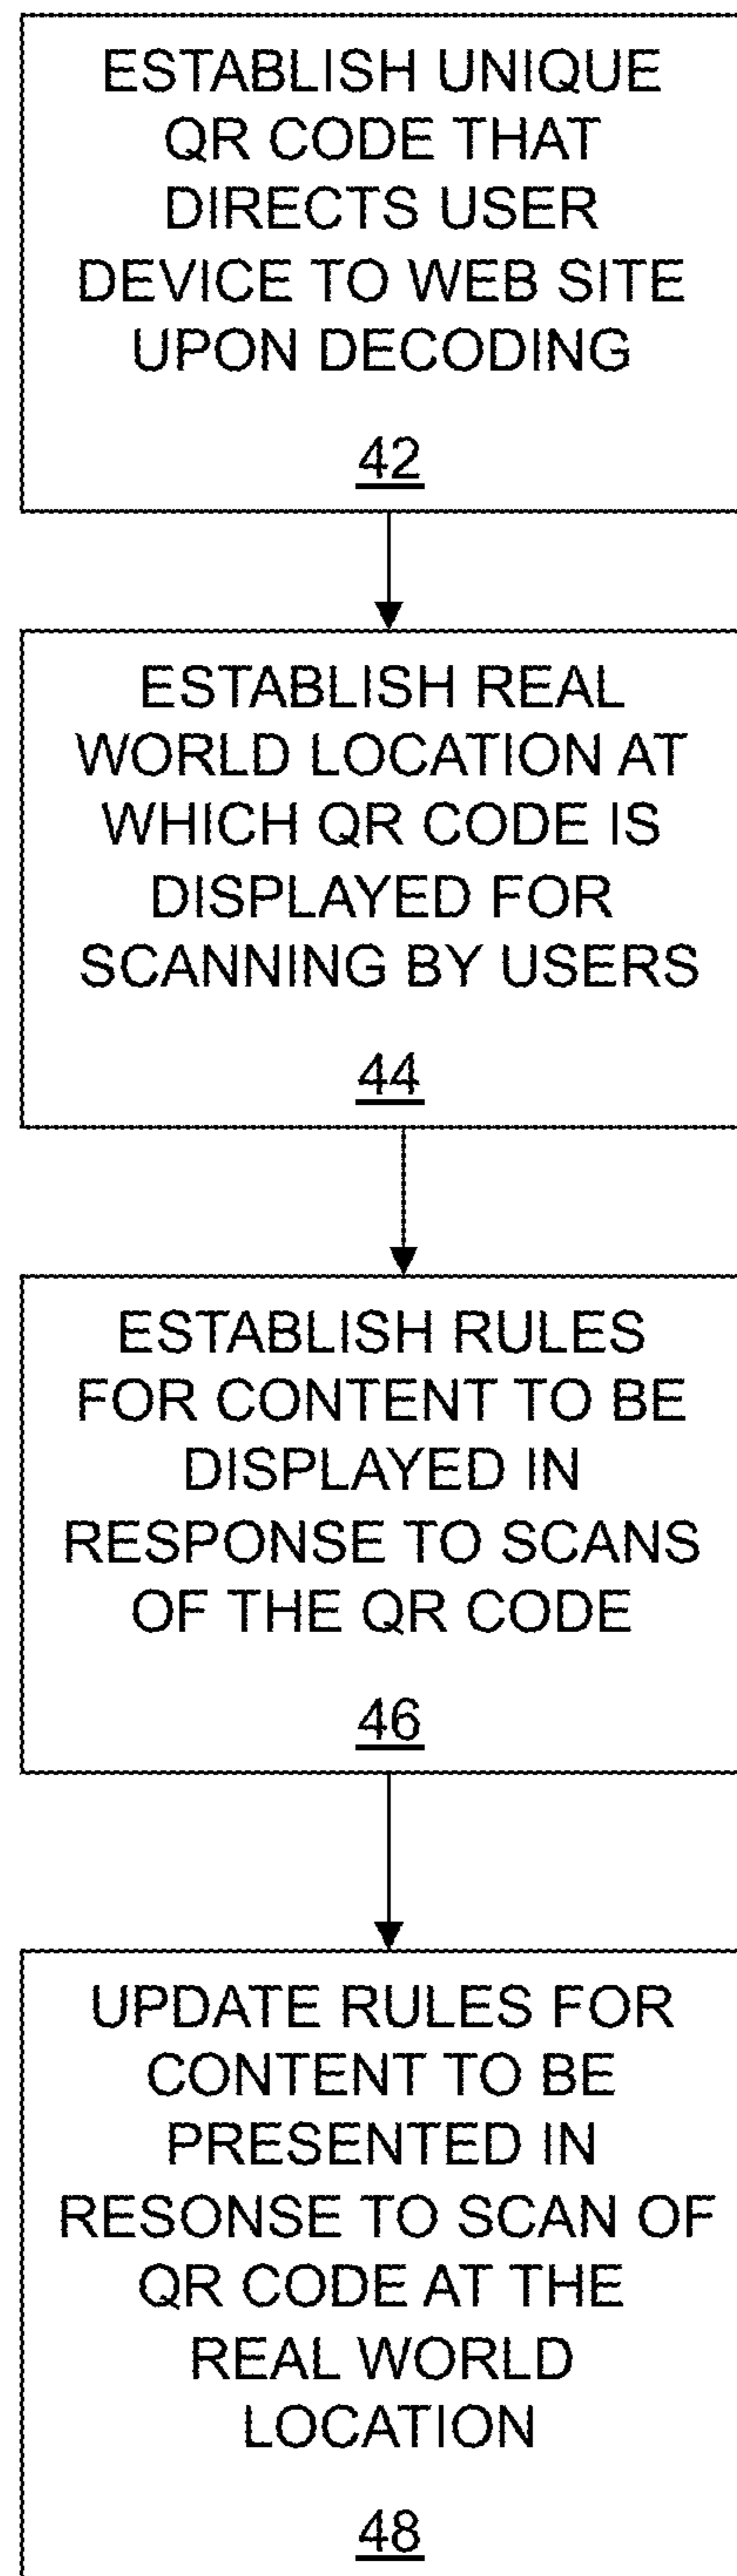 ESTABLISH UNIQUE
QR CODE THAT
DIRECTS USER
DEVICE TO WEB SITE
UPON DECODING
42
ESTABLISH REAL
WORLD LOCATION AT
WHICH QR CODE IS
DISPLAYED FOR
SCANNING BY USERS
44
ESTABLISH RULES
FOR CONTENT TO BE
DISPLAYED IN
RESPONSE TO SCANS
OF THE QR CODE
46
UPDATE RULES FOR
CONTENT TO BE
PRESENTED IN
RESONSE TO SCAN OF
QR CODE AT THE
REAL WORLD
LOCATION
48